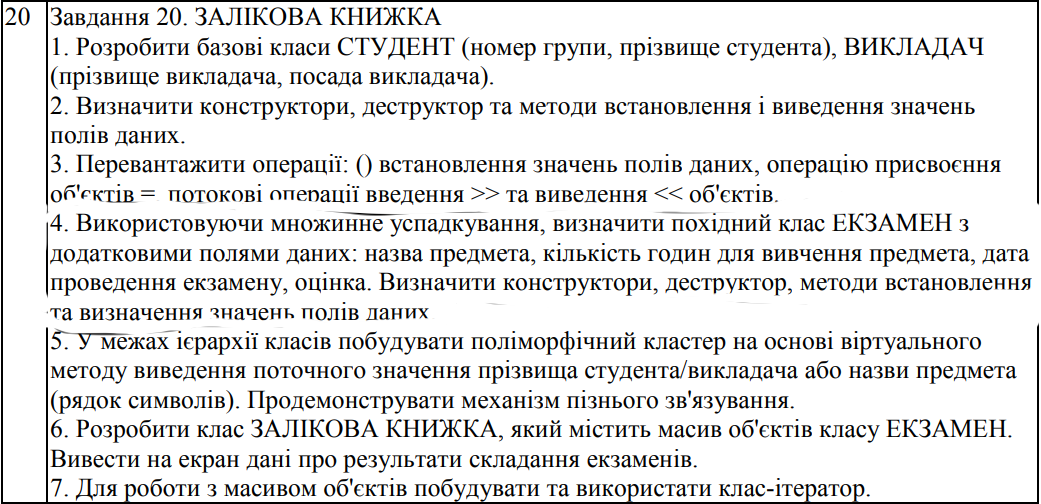 20 Завдання 20. ЗАЛІКОВА КНИЖКА
1. Розробити базові класи СТУДЕНТ (номер групи, прізвище студента), ВИКЛАДАЧ
(прізвище викладача, посада викладача).
2. Визначити конструктори, деструктор та методи встановлення і виведення значень
полів даних.
3. Перевантажити операції: () встановлення значень полів даних, операцію присвоєння
об'єктів = потокові операції введення >> та виведення << об'єктів.
4. Використовуючи множинне успадкування, визначити похідний клас ЕКЗАМЕН з
додатковими полями даних: назва предмета, кількість годин для вивчення предмета, дата
проведення екзамену, оцінка. Визначити конструктори, деструктор, методи встановлення
та визначення значень полів даних
5. У межах ієрархії класів побудувати поліморфічний кластер на основі віртуального
методу виведення поточного значення прізвища студента/викладача або назви предмета
(рядок символів). Продемонструвати механізм пізнього зв'язування.
6. Розробити клас ЗАЛІКОВА КНИЖКА, який містить масив об'єктів класу ЕКЗАМЕН.
Вивести на екран дані про результати складання екзаменів.
7. Для роботи з масивом об'єктів побудувати та використати клас-ітератор.